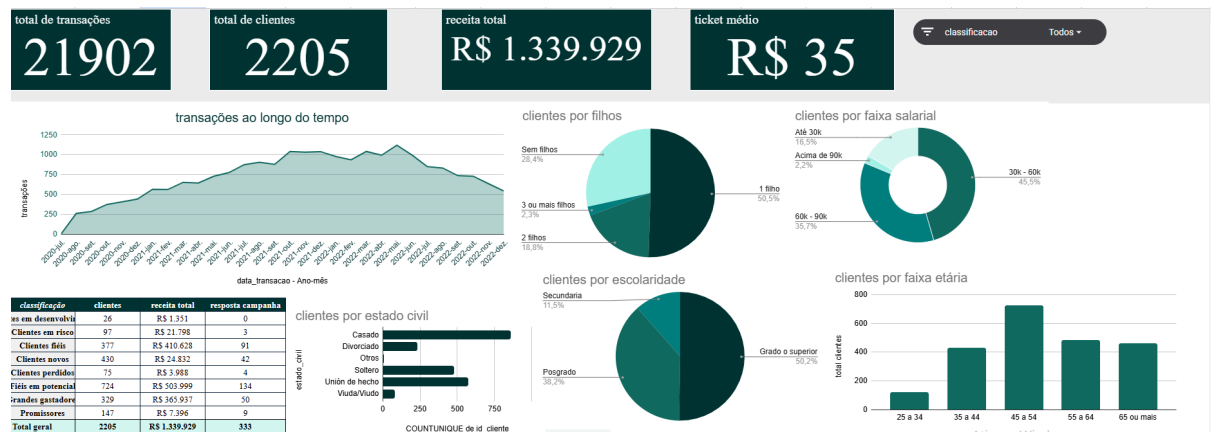 total de transações
21902
total de clientes
2205
receita total
R$ 1.339.929
ticket médio
R$ 35
classificacao Todos
transações ao longo do tempo
1250
1000
750
500
250
0
transações
2020-jul. 2020-ago. 2020-set. 2020-out. 2020-nov. 2020-dez. 2021-jan. 2021-fev. 2021-mar. 2021-abr. 2021-mai. 2021-jun. 2021-jul. 2021-ago. 2021-set. 2021-out. 2021-nov. 2021-dez. 2022-jan. 2022-fev. 2022-mar. 2022-abr. 2022-mai. 2022-jun. 2022-jul. 2022-ago. 2022-set. 2022-out. 2022-nov. 2022-dez.
data_transacao - Ano-mês
clientes por filhos
Sem filhos
28,4%
3 ou mais filhos
2,3%
2 filhos
18,8%
1 filho
50,5%
clientes por faixa salarial
Até 30k
16,5%
Acima de 90k
2,2%
60k - 90k
35,7%
30k - 60k
45,5%
classificação clientes receita total resposta campanha
es em desenvolvi 26 R$ 1.351 0
Clientes em risco 97 R$ 21.798 3
Clientes fiéis 377 R$ 410.628 91
Clientes novos 430 R$ 24.832 42
Clientes perdidos 75 R$ 3.988 4
Fiéis em potencial 724 R$ 503.999 134
Grandes gastadore 329 R$ 365.937 50
Promissores 147 R$ 7.396 9
Total geral 2205 R$ 1.339.929 333
clientes por estado civil
estado_civil
Casado
Divorciado
Otros
Soltero
Unión de hecho
Viuda/Viudo
0 250 500 750
COUNTUNIQUE de id_cliente
clientes por escolaridade
Secundaria
11,5%
Posgrado
38,2%
Grado o superior
50,2%
clientes por faixa etária
total clientes
800
600
400
200
0
25 a 34 35 a 44 45 a 54 55 a 64 65 ou mais